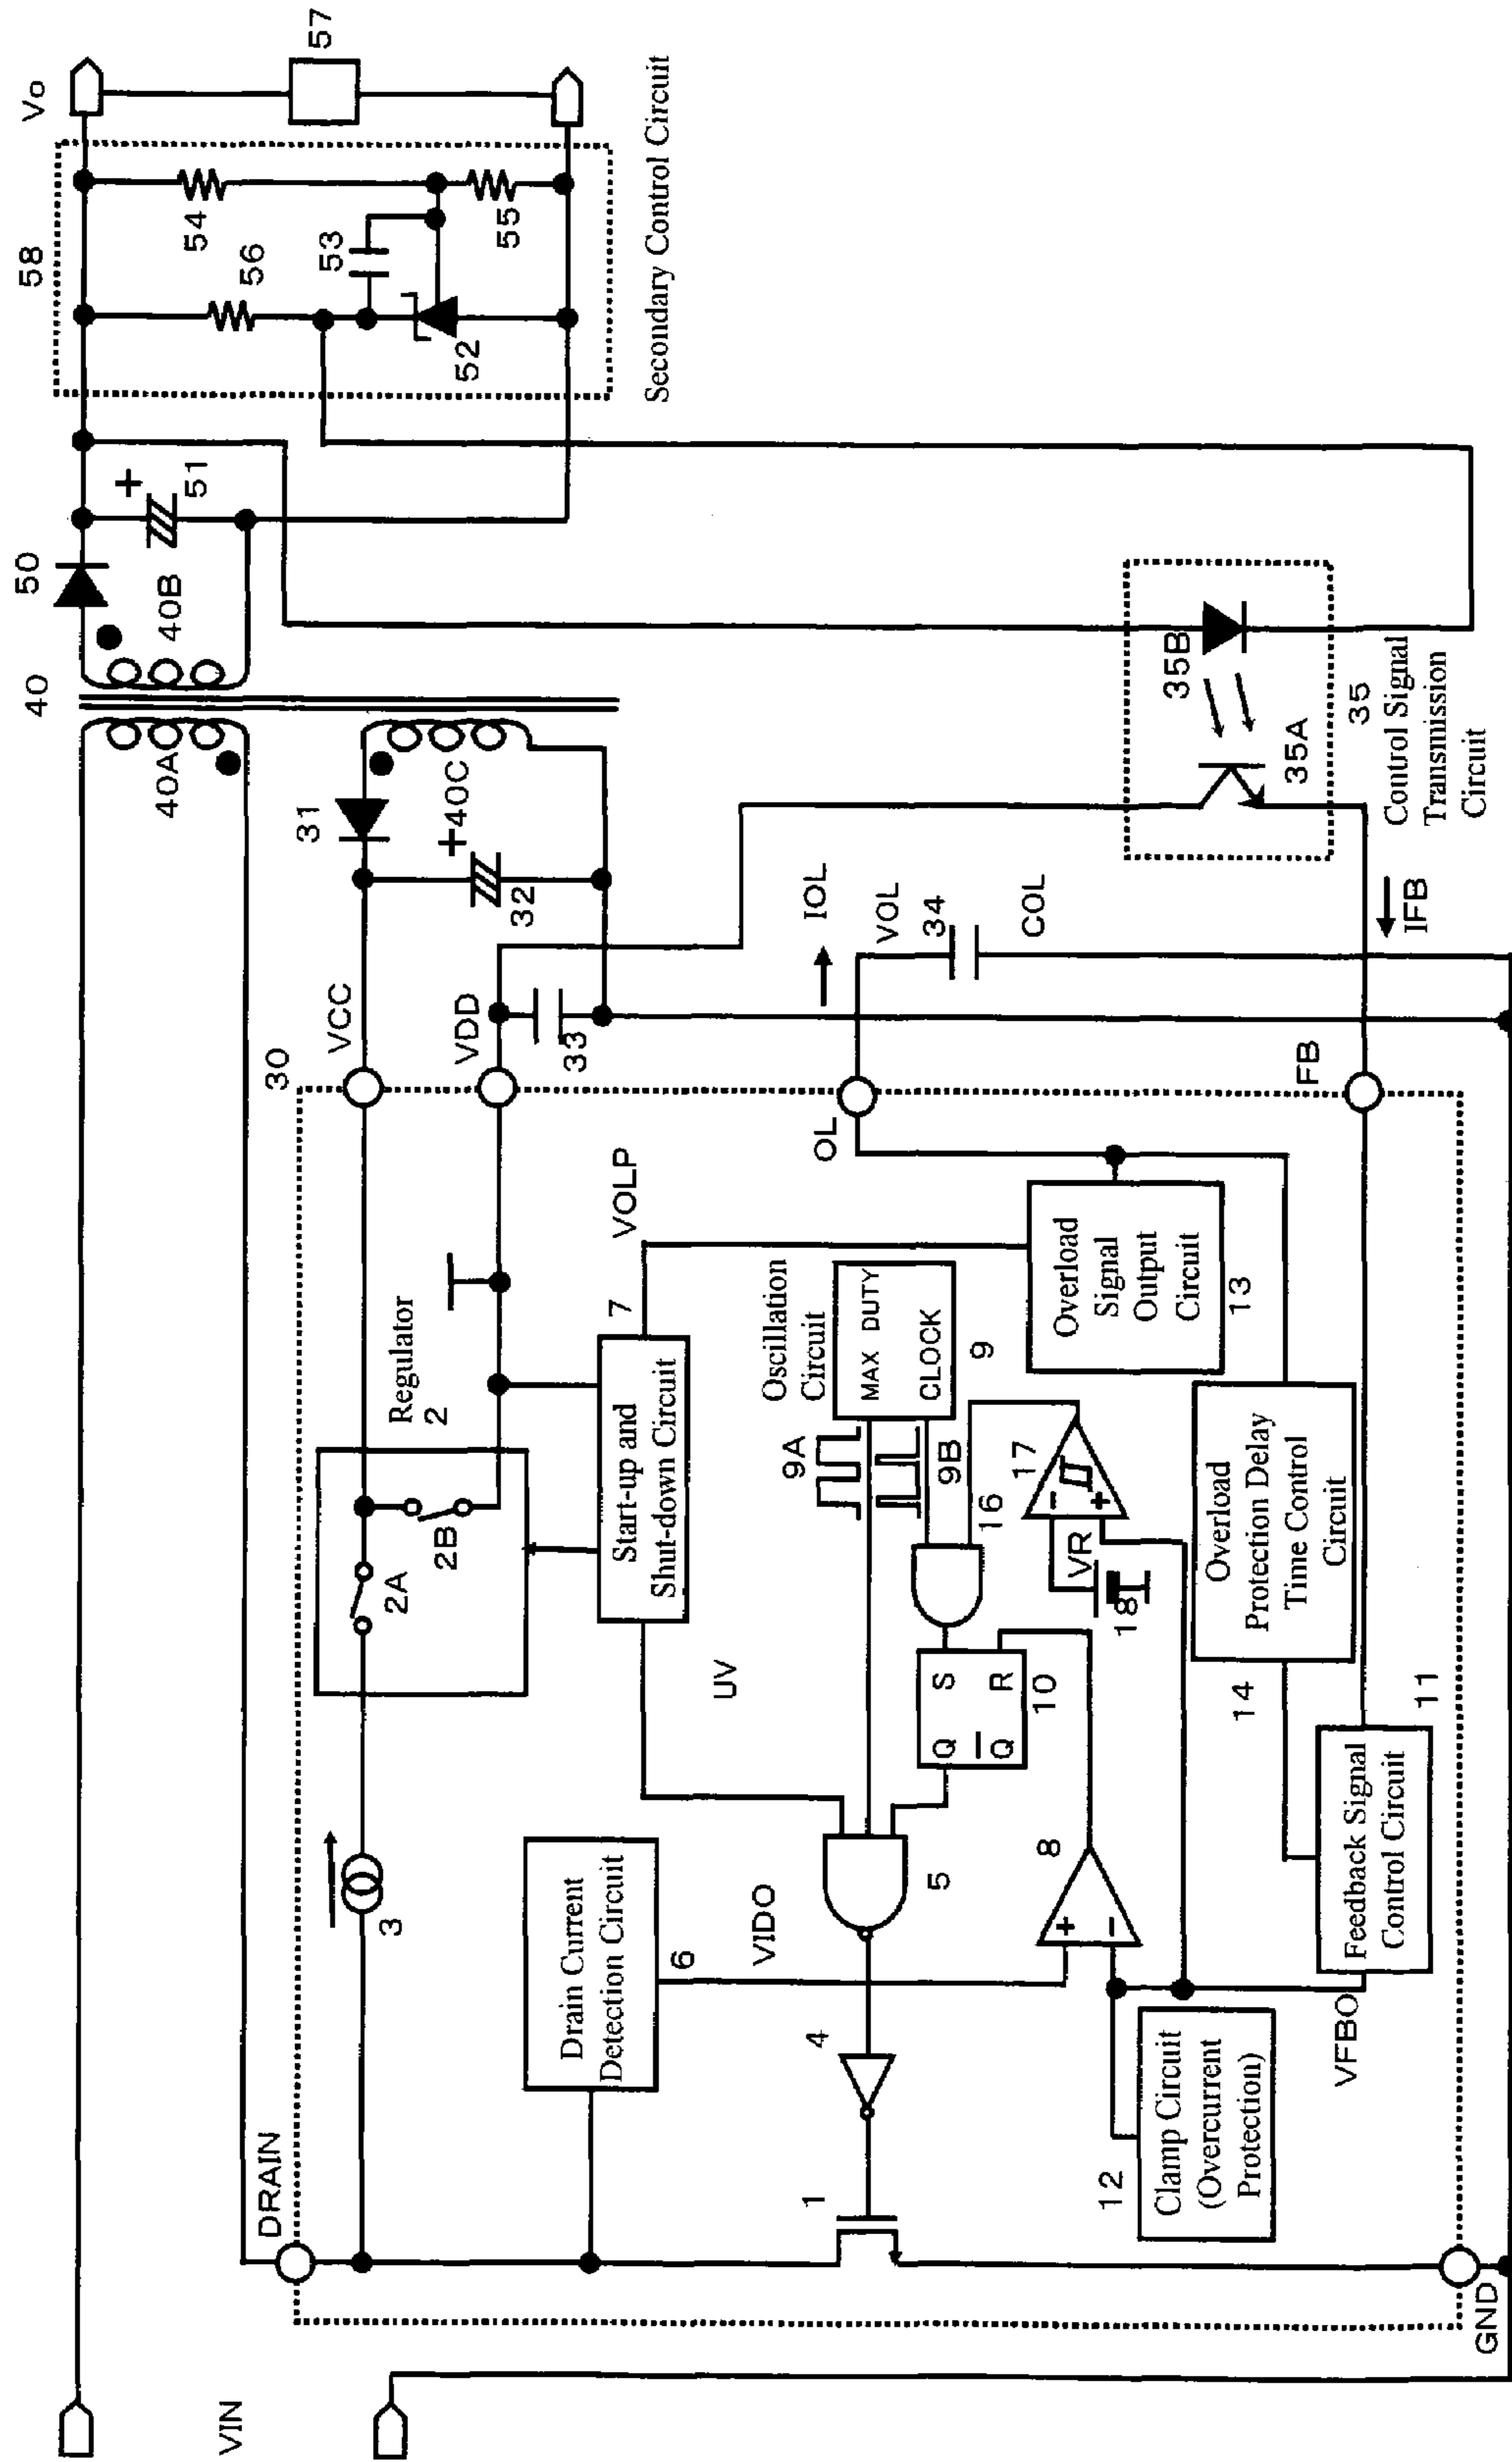 40
50
57
Vo
58
54
56
53
55
52
51
+
40B
40A
Secondary Control Circuit
31
40C
+
32
VCC
VDD
33
30
35B
35A
35
Control Signal
Transmission
Circuit
IOL
VOL
34
COL
IFB
OL
FB
VIN
DRAIN
3
2A
2B
Regulator
2
Start-up and
Shut-down Circuit
7
VOLP
UV
Drain Current
Detection Circuit
6
VIDO
Oscillation
Circuit
MAX DUTY
CLOCK
9
9A
9B
16
17
-
+
VR
18
S
R
Q
Q
10
5
4
1
8
+
-
Overload
Signal
Output
Circuit
13
Overload
Protection Delay
Time Control
Circuit
14
Feedback Signal
Control Circuit
11
VFBO
12
Clamp Circuit
(Overcurrent
Protection)
GND